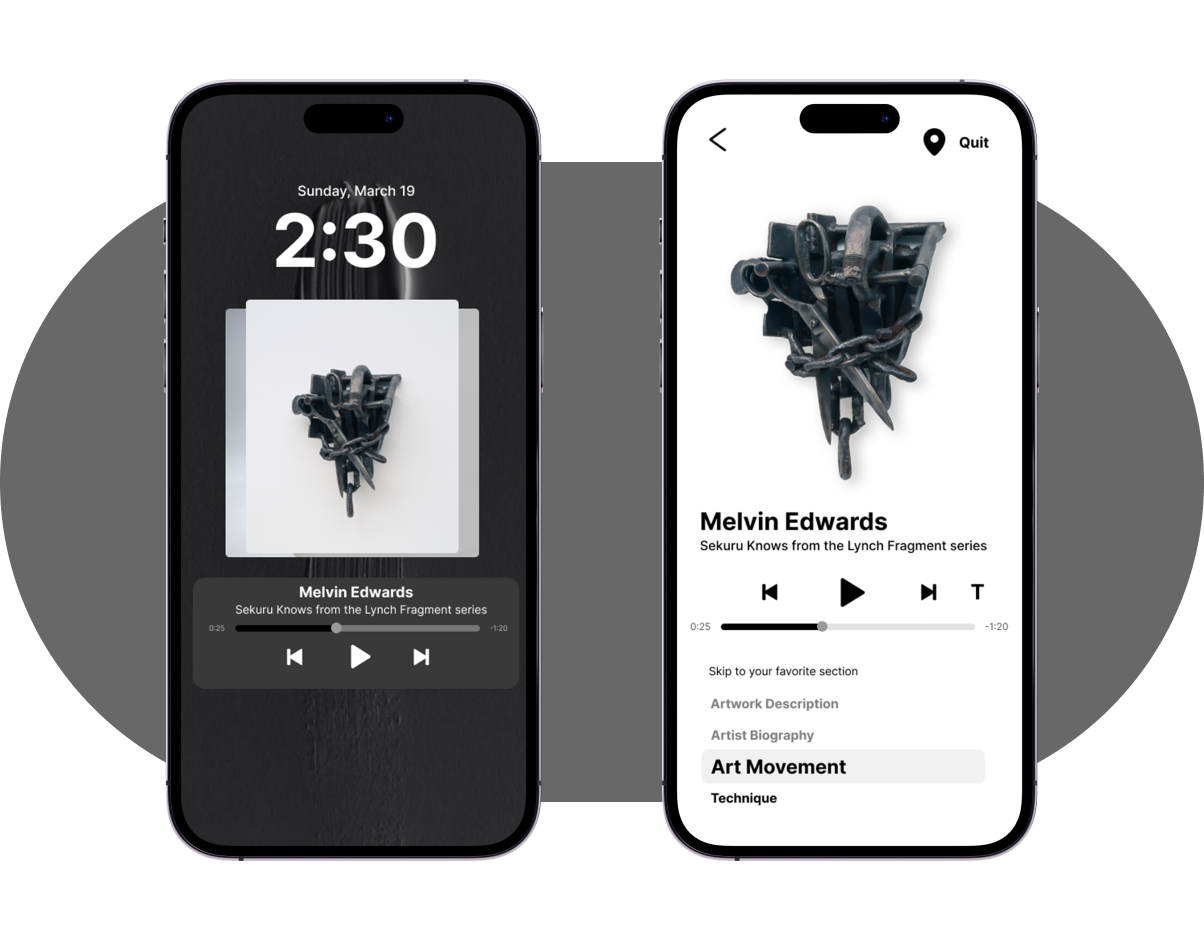 Sunday, March 19
2:30
Melvin Edwards
Sekuru Knows from the Lynch Fragment series
0:25
-1:20
Quit
Melvin Edwards
Sekuru Knows from the Lynch Fragment series
T
0:25
-1:20
Skip to your favorite section
Artwork Description
Artist Biography
Art Movement
Technique